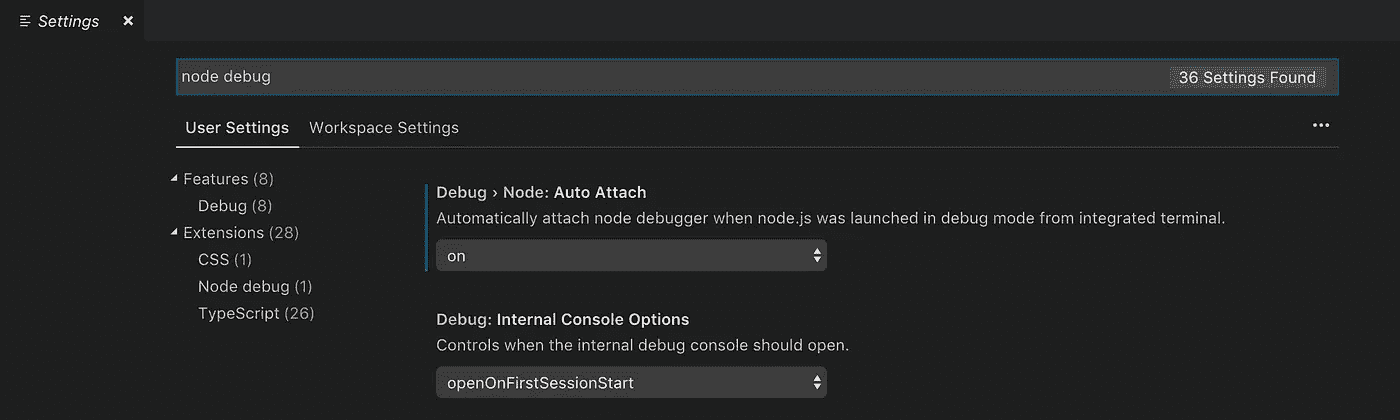 Settings
node debug
36 Settings Found
User Settings
Workspace Settings
Features (8)
Debug (8)
Extensions (28)
CSS (1)
Node debug (1)
TypeScript (26)
Debug › Node: Auto Attach
Automatically attach node debugger when node.js was launched in debug mode from integrated terminal.
on
Debug: Internal Console Options
Controls when the internal debug console should open.
openOnFirstSessionStart